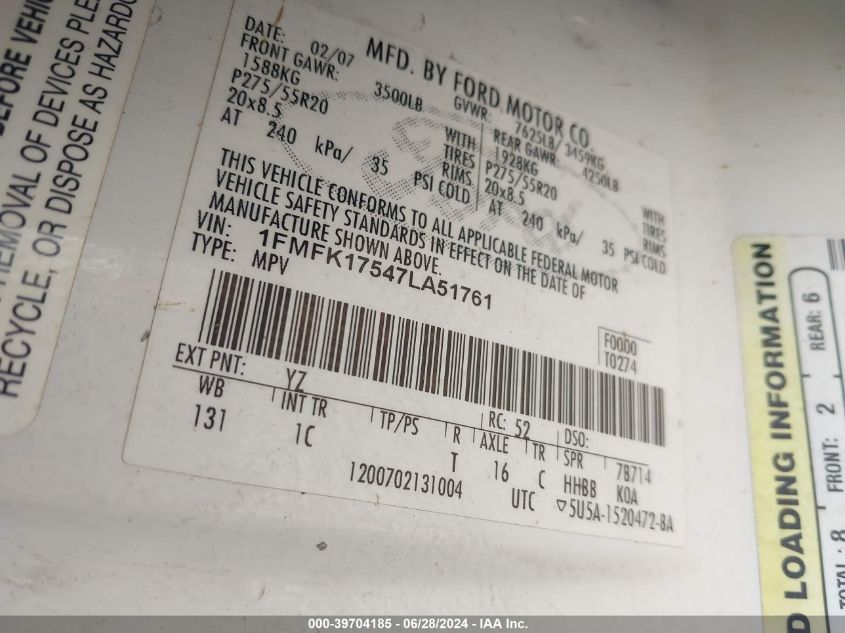 BEFORE VEHIC
REMOVAL OF DEVICES PLE
RECYCLE, OR DISPOSE AS HAZARDO
MFD. BY FORD MOTOR CO.
DATE: 02/07
GVWR: 7625LB/ 3459KG
FRONT GAWR: 3500LB
REAR GAWR: 4250LB
1588KG WITH
1928KG WITH
P275/55R20 TIRES
P275/55R20 TIRES
20x8.5 RIMS
20x8.5 RIMS
AT 240 kPa/ 35 PSI COLD
AT 240 kPa/ 35 PSI COLD
THIS VEHICLE CONFORMS TO ALL APPLICABLE FEDERAL MOTOR
VEHICLE SAFETY STANDARDS IN EFFECT ON THE DATE OF
MANUFACTURE SHOWN ABOVE.
VIN: 1FMFK17547LA51761
TYPE: MPV
F0000
T0274
EXT PNT: YZ RC: 52 DSO:
WB INT TR TP/PS R AXLE TR SPR 7B714
131 1C T 16 C HHBB KOA
1200702131004 UTC ▽5U5A-1520472-BA
D LOADING INFORMATION
TOTAL: 8 FRONT: 2 REAR: 6
000-39704185 / 06/28/2024 - IAA Inc.